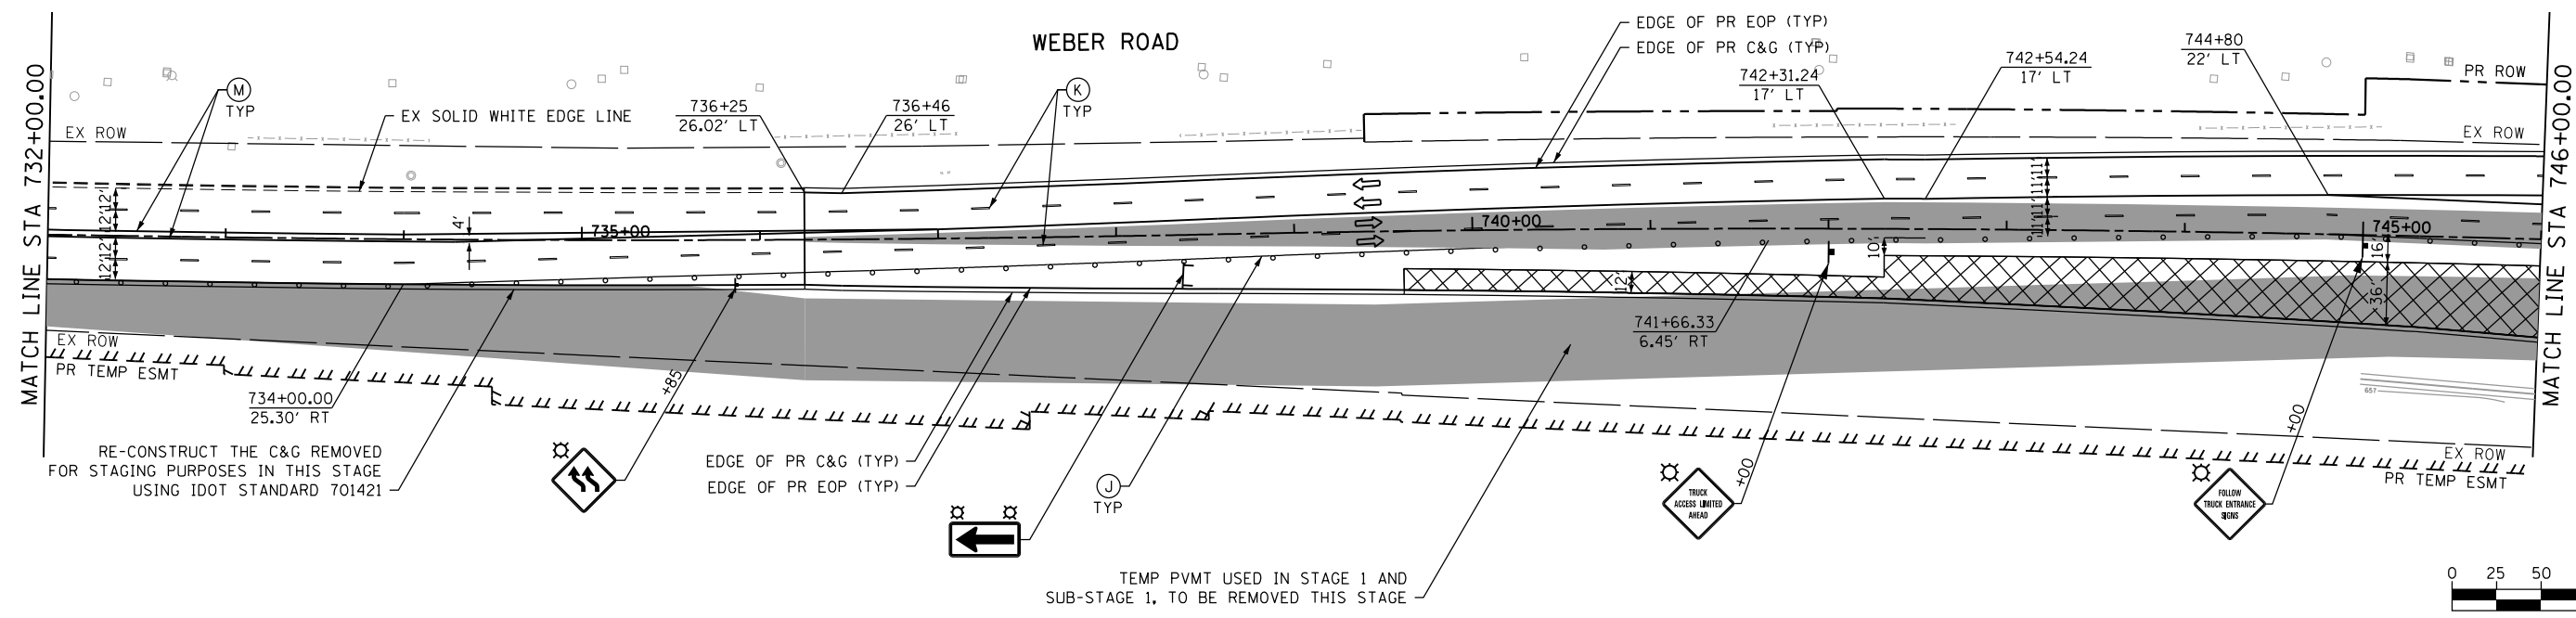 WEBER ROAD
EDGE OF PR EOP (TYP)
EDGE OF PR C&G (TYP)
744+80
22' LT
742+54.24
17' LT
742+31.24
17' LT
PR ROW
M
TYP
K
TYP
EX SOLID WHITE EDGE LINE
736+25
26.02' LT
736+46
26' LT
EX ROW
EX ROW
MATCH LINE STA 732+00.00
MATCH LINE STA 746+00.00
12'
12'
12'
12'
4'
11'
11'
11'
11'
735+00
740+00
745+00
10'
16'
12'
36'
EX ROW
PR TEMP ESMT
741+66.33
6.45' RT
734+00.00
25.30' RT
+85
657
+00
+00
RE-CONSTRUCT THE C&G REMOVED
FOR STAGING PURPOSES IN THIS STAGE
USING IDOT STANDARD 701421
EDGE OF PR C&G (TYP)
EDGE OF PR EOP (TYP)
J
TYP
TRUCK
ACCESS LIMITED
AHEAD
FOLLOW
TRUCK ENTRANCE
SIGNS
EX ROW
PR TEMP ESMT
TEMP PVMT USED IN STAGE 1 AND
SUB-STAGE 1, TO BE REMOVED THIS STAGE
0 25 50